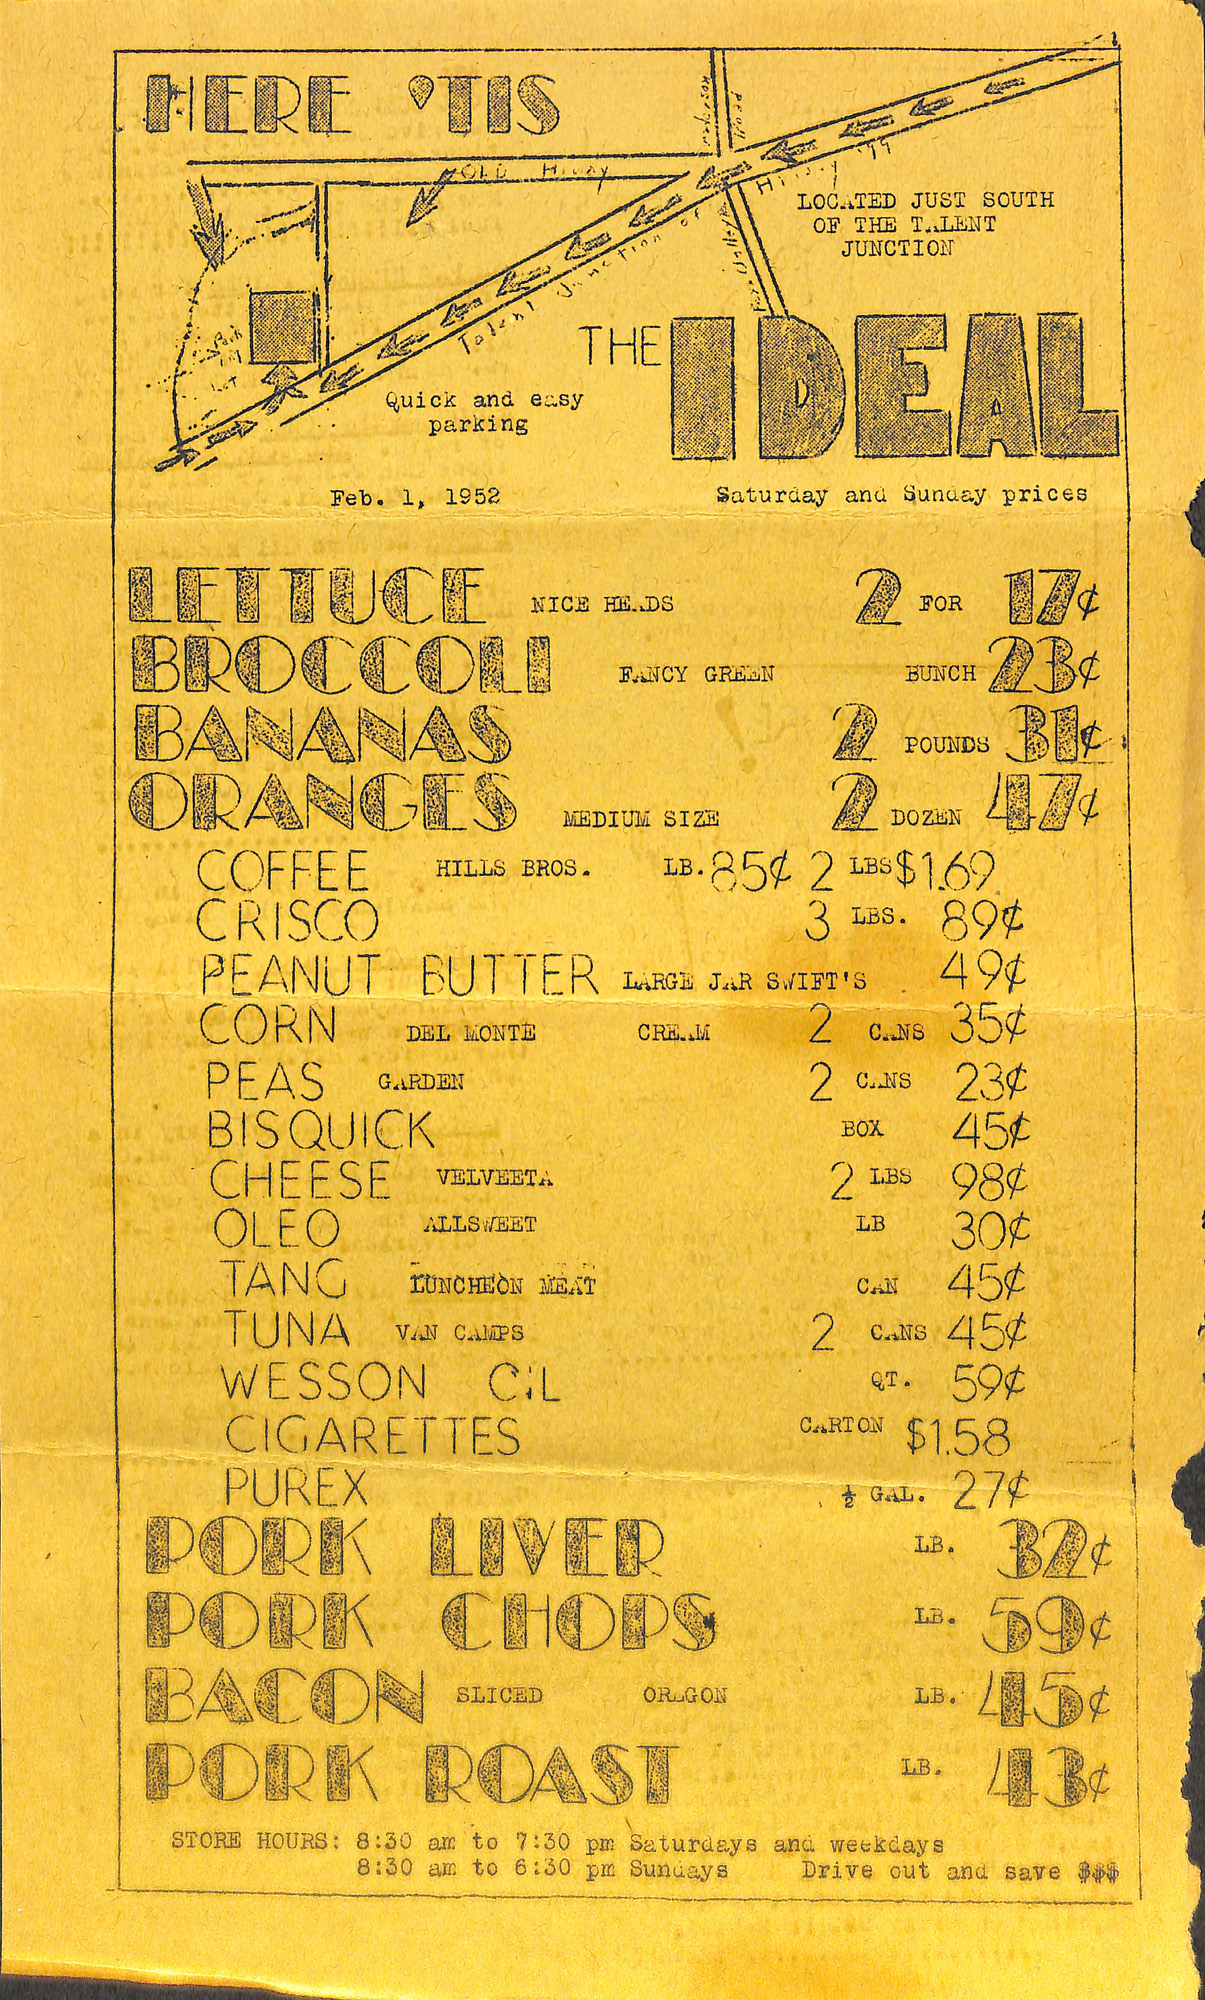 HERE 'TIS
OLD Hiway
Hiway '99
LOCATED JUST SOUTH
OF THE TALENT
JUNCTION
Talent Junction of
THE IDEAL
Quick and easy
parking
Park
Lot
Feb. 1, 1952 Saturday and Sunday prices
LETTUCE NICE HEADS 2 FOR 17¢
BROCCOLI FANCY GREEN BUNCH 23¢
BANANAS 2 POUNDS 31¢
ORANGES MEDIUM SIZE 2 DOZEN 47¢
COFFEE HILLS BROS. LB. 85¢ 2 LBS $1.69
CRISCO 3 LBS. 89¢
PEANUT BUTTER LARGE JAR SWIFT'S 49¢
CORN DEL MONTE CREAM 2 CANS 35¢
PEAS GARDEN 2 CANS 23¢
BISQUICK BOX 45¢
CHEESE VELVEETA 2 LBS 98¢
OLEO ALLSWEET LB 30¢
TANG LUNCHEON MEAT CAN 45¢
TUNA VAN CAMPS 2 CANS 45¢
WESSON OIL QT. 59¢
CIGARETTES CARTON $1.58
PUREX ½ GAL. 27¢
PORK LIVER LB. 32¢
PORK CHOPS LB. 59¢
BACON SLICED OREGON LB. 45¢
PORK ROAST LB. 43¢
STORE HOURS: 8:30 am to 7:30 pm Saturdays and weekdays
8:30 am to 6:30 pm Sundays Drive out and save $$$